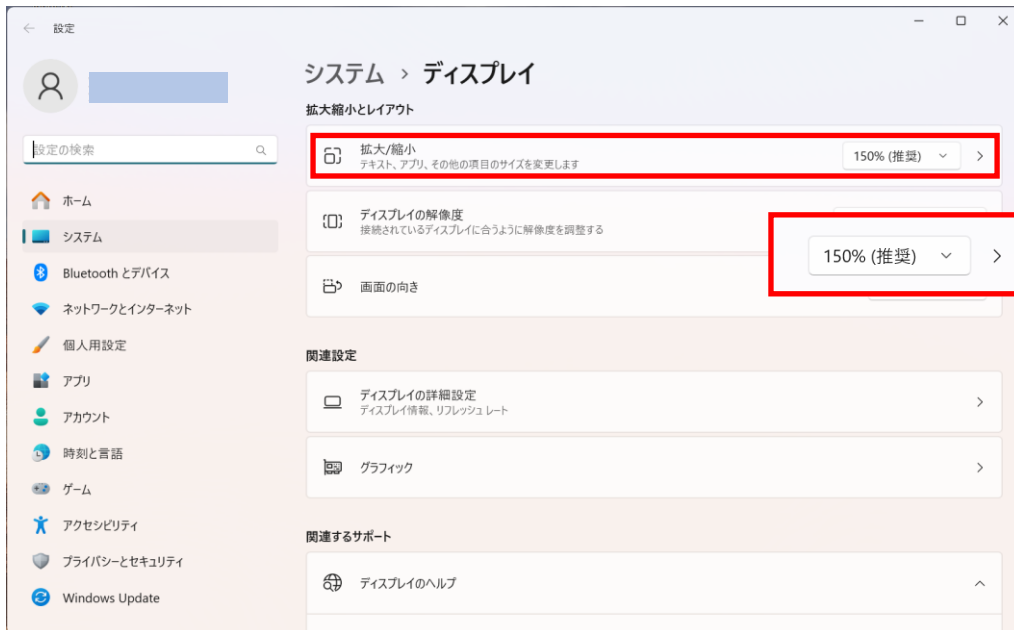 設定
設定の検索
ホーム
システム
Bluetooth とデバイス
ネットワークとインターネット
個人用設定
アプリ
アカウント
時刻と言語
ゲーム
アクセシビリティ
プライバシーとセキュリティ
Windows Update
システム › ディスプレイ
拡大縮小とレイアウト
拡大/縮小
テキスト、アプリ、その他の項目のサイズを変更します
150% (推奨)
ディスプレイの解像度
接続されているディスプレイに合うように解像度を調整する
150% (推奨)
画面の向き
関連設定
ディスプレイの詳細設定
ディスプレイ情報、リフレッシュ レート
グラフィック
関連するサポート
ディスプレイのヘルプ